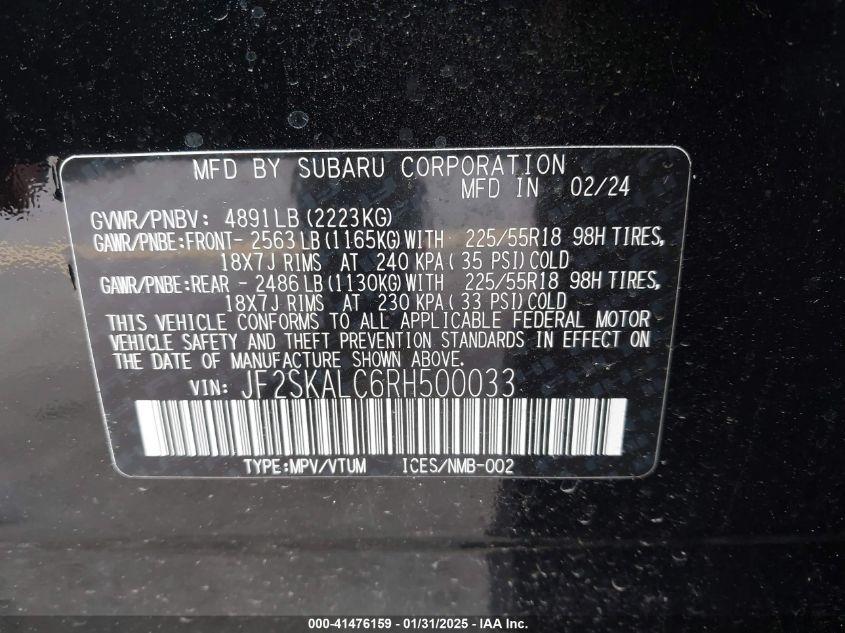 MFD BY SUBARU CORPORATION
MFD IN 02/24
GVWR/PNBV: 4891LB(2223KG)
GAWR/PNBE:FRONT- 2563LB(1165KG)WITH 225/55R18 98H TIRES,
18X7J RIMS AT 240 KPA( 35 PSI)COLD
GAWR/PNBE:REAR - 2486LB(1130KG)WITH 225/55R18 98H TIRES,
18X7J RIMS AT 230 KPA( 33 PSI)COLD
THIS VEHICLE CONFORMS TO ALL APPLICABLE FEDERAL MOTOR
VEHICLE SAFETY AND THEFT PREVENTION STANDARDS IN EFFECT ON
THE DATE OF MANUFACTURE SHOWN ABOVE.
VIN: JF2SKALC6RH500033
TYPE:MPV/VTUM ICES/NMB-002
000-41476159 - 01/31/2025 - IAA Inc.